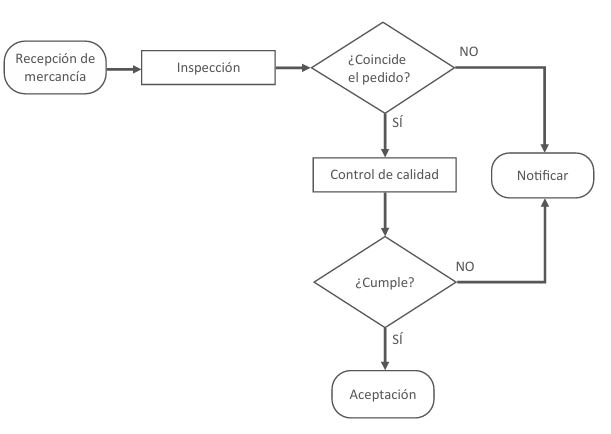 Recepción de
mercancía
Inspección
¿Coincide
el pedido?
NO
SÍ
Control de calidad
Notificar
¿Cumple?
NO
SÍ
Aceptación